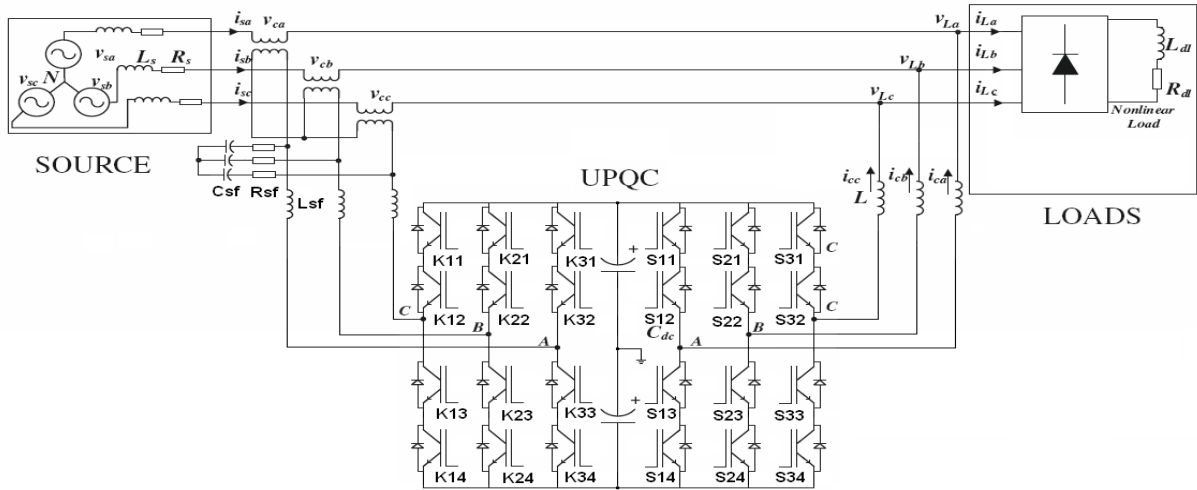 i_sa v_ca v_La i_La
v_sa L_s R_s i_sb v_cb v_Lb i_Lb L_dl
v_sc N v_sb i_sc v_cc v_Lc i_Lc R_dl
Nonlinear
Load
SOURCE
Csf Rsf Lsf
UPQC
i_cc i_cb i_ca
L
LOADS
+
K11 K21 K31 S11 S21 S31 C
K12 K22 K32 S12 S22 S32 C
C B A C_dc A B
+
K13 K23 K33 S13 S23 S33
K14 K24 K34 S14 S24 S34